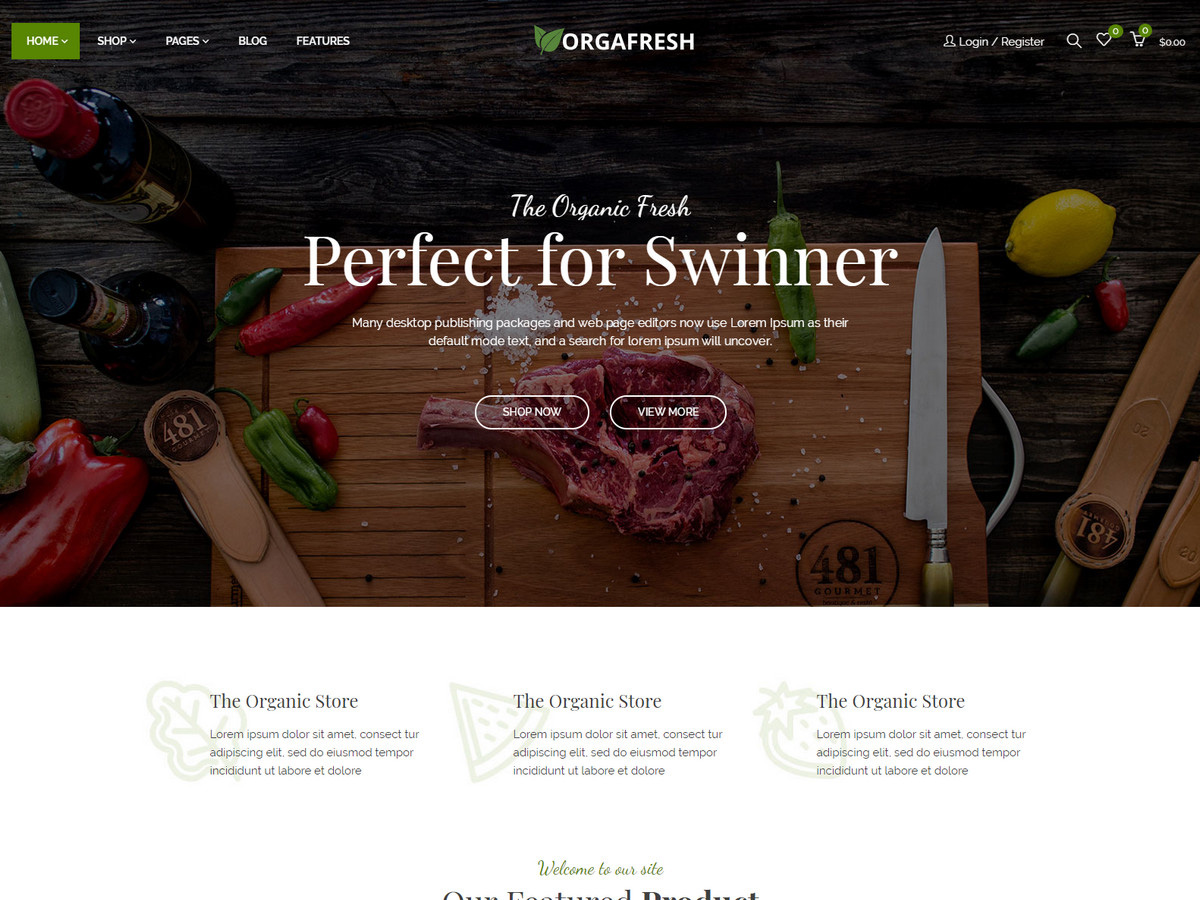 HOME SHOP PAGES BLOG FEATURES
ORGAFRESH
Login / Register 0 0 $0.00
The Organic Fresh
Perfect for Swinner
Many desktop publishing packages and web page editors now use Lorem Ipsum as their
default mode text, and a search for lorem ipsum will uncover.
SHOP NOW VIEW MORE
481
481
481
GOURMET
The Organic Store
Lorem ipsum dolor sit amet, consect tur
adipiscing elit, sed do eiusmod tempor
incididunt ut labore et dolore
The Organic Store
Lorem ipsum dolor sit amet, consect tur
adipiscing elit, sed do eiusmod tempor
incididunt ut labore et dolore
The Organic Store
Lorem ipsum dolor sit amet, consect tur
adipiscing elit, sed do eiusmod tempor
incididunt ut labore et dolore
Welcome to our site
Our Featured Product